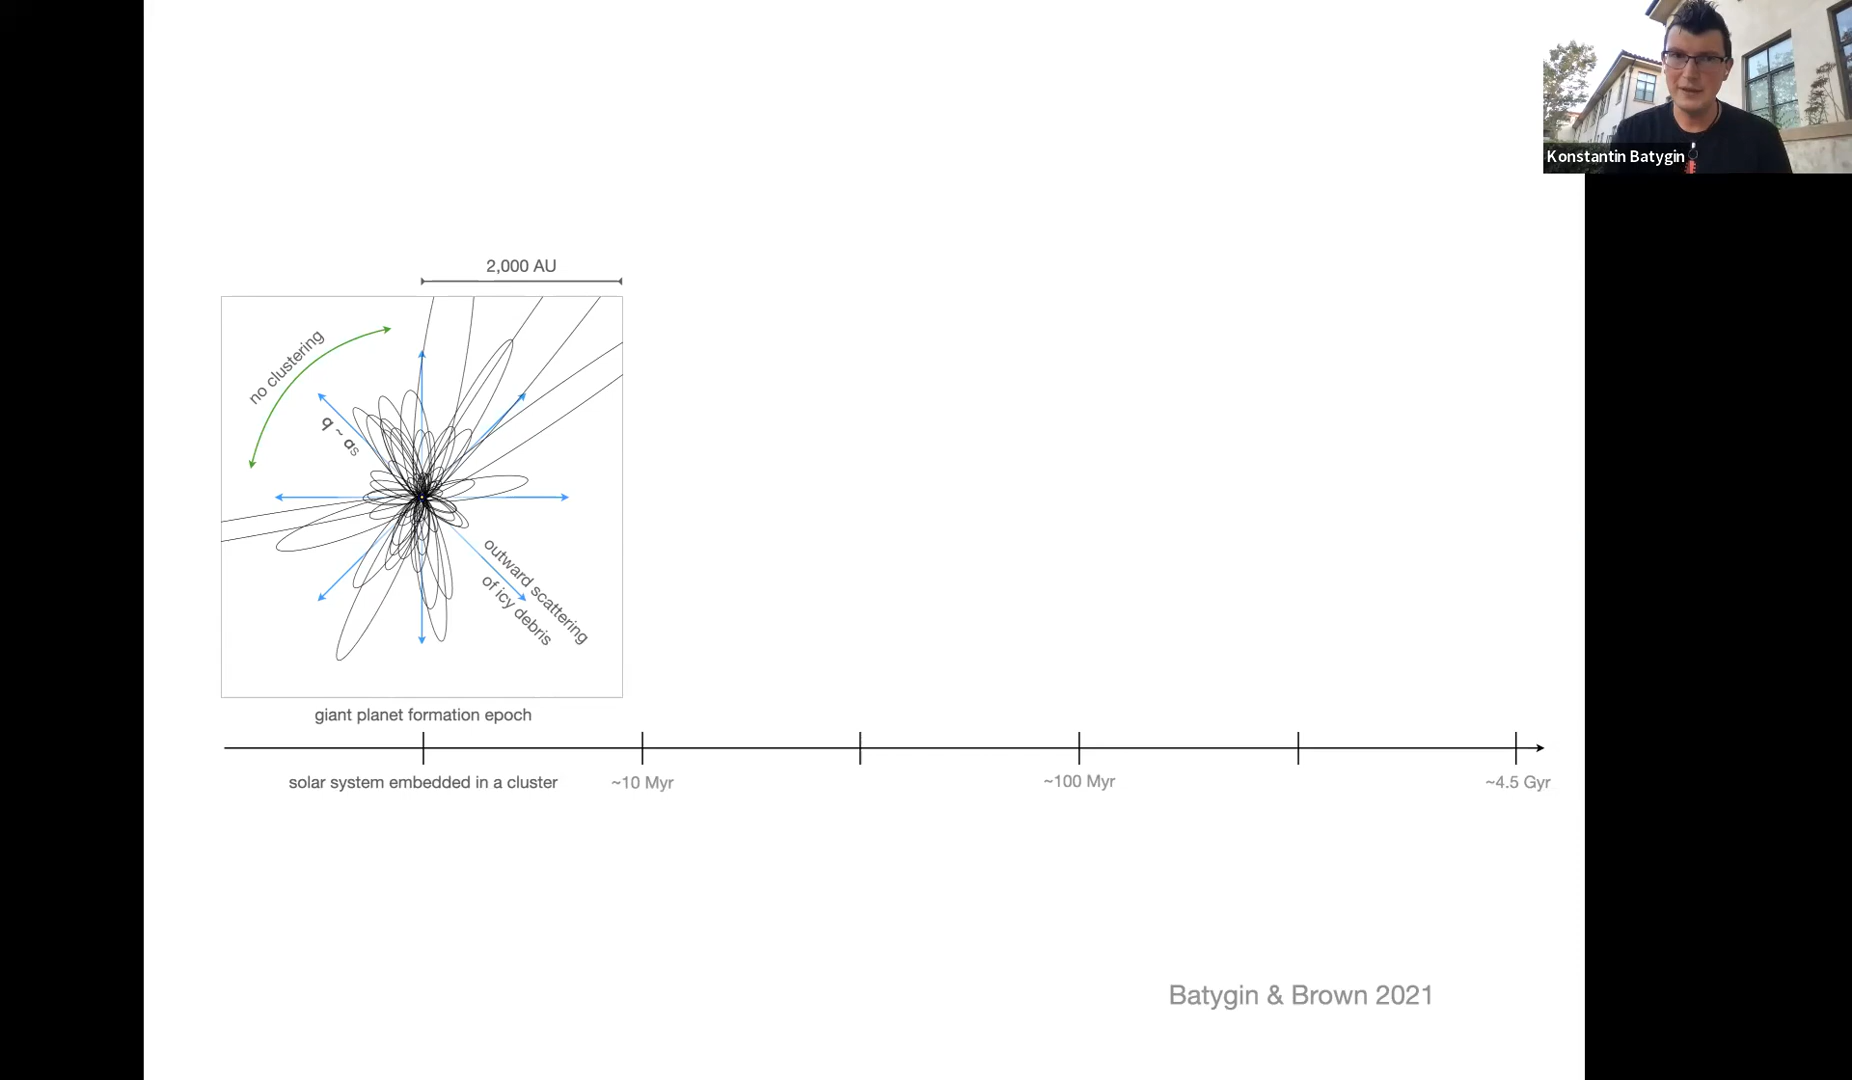 Konstantin Batygin
2,000 AU
no clustering
q ~ as
outward scattering
of icy debris
giant planet formation epoch
solar system embedded in a cluster
~10 Myr
~100 Myr
~4.5 Gyr
Batygin & Brown 2021